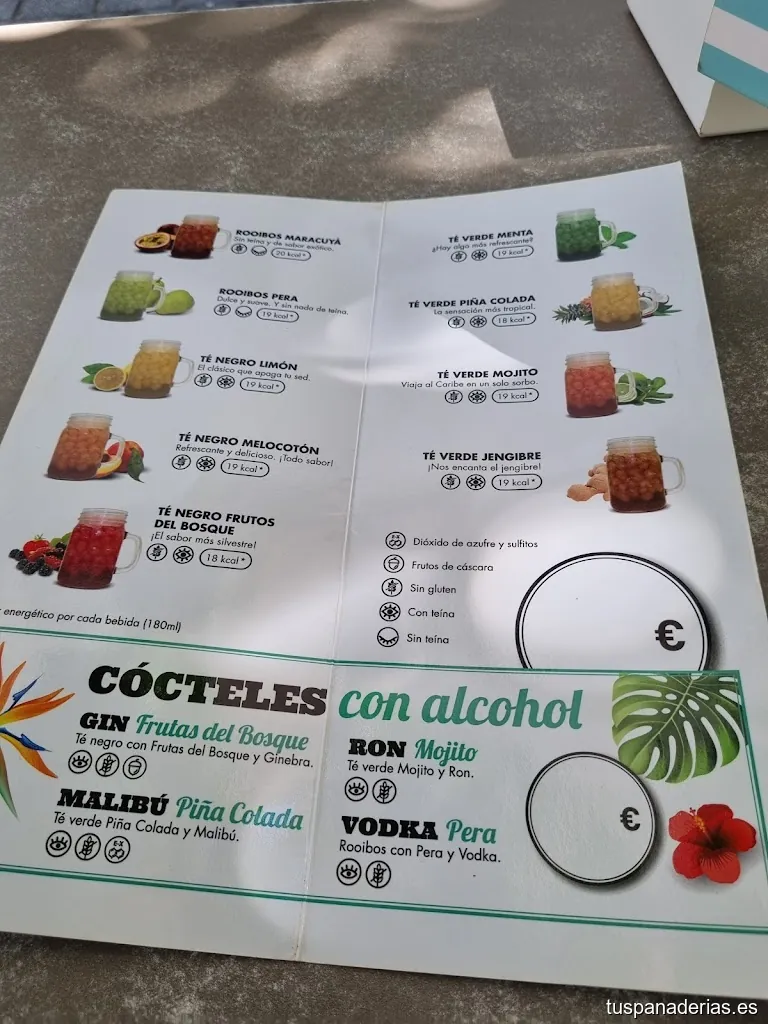 ROOIBOS MARACUYÁ
Sin teína y de sabor exótico.
20 kcal*
ROOIBOS PERA
Dulce y suave. Y sin nada de teína.
19 kcal*
TÉ NEGRO LIMÓN
El clásico que apaga tu sed.
19 kcal*
TÉ NEGRO MELOCOTÓN
Refrescante y delicioso. ¡Todo sabor!
19 kcal*
TÉ NEGRO FRUTOS
DEL BOSQUE
¡El sabor más silvestre!
18 kcal*
energético por cada bebida (180ml)
TÉ VERDE MENTA
¿Hay algo más refrescante?
19 kcal*
TÉ VERDE PIÑA COLADA
La sensación más tropical.
18 kcal*
TÉ VERDE MOJITO
Viaja al Caribe en un solo sorbo.
19 kcal*
TÉ VERDE JENGIBRE
¡Nos encanta el jengibre!
19 kcal*
Dióxido de azufre y sulfitos
Frutos de cáscara
Sin gluten
Con teína
Sin teína
€
CÓCTELES con alcohol
GIN Frutas del Bosque
Té negro con Frutas del Bosque y Ginebra.
MALIBÚ Piña Colada
Té verde Piña Colada y Malibú.
E-X
RON Mojito
Té verde Mojito y Ron.
VODKA Pera
Rooibos con Pera y Vodka.
€
tuspanaderias.es